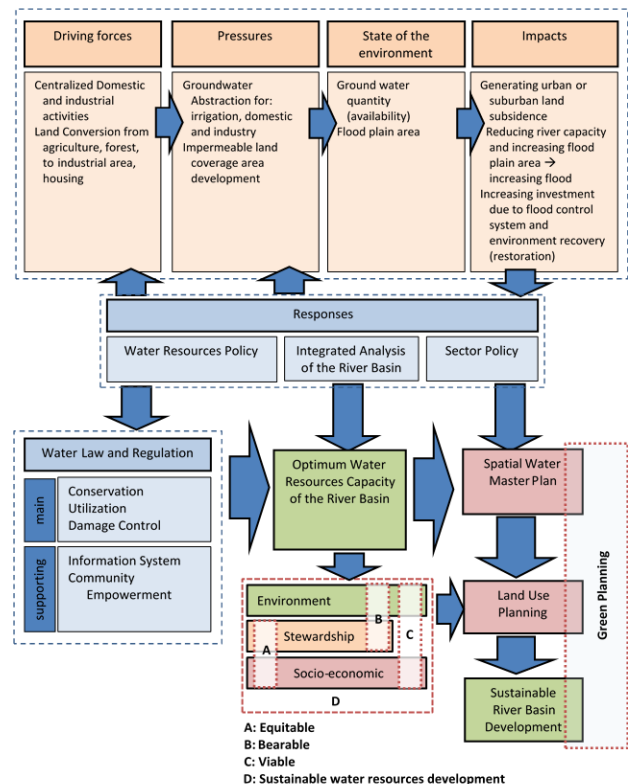 Driving forces
Pressures
State of the
environment
Impacts
Centralized Domestic
and industrial
activities
Land Conversion from
agriculture, forest,
to industrial area,
housing
Groundwater
Abstraction for:
irrigation, domestic
and industry
Impermeable land
coverage area
development
Ground water
quantity
(availability)
Flood plain area
Generating urban or
suburban land
subsidence
Reducing river capacity
and increasing flood
plain area →
increasing flood
Increasing investment
due to flood control
system and
environment recovery
(restoration)
Responses
Water Resources Policy
Integrated Analysis
of the River Basin
Sector Policy
Water Law and Regulation
main
Conservation
Utilization
Damage Control
supporting
Information System
Community
Empowerment
Optimum Water
Resources Capacity
of the River Basin
Spatial Water
Master Plan
Environment
Stewardship
Socio-economic
A
B
C
D
Land Use
Planning
Sustainable
River Basin
Development
Green Planning
A: Equitable
B: Bearable
C: Viable
D: Sustainable water resources development